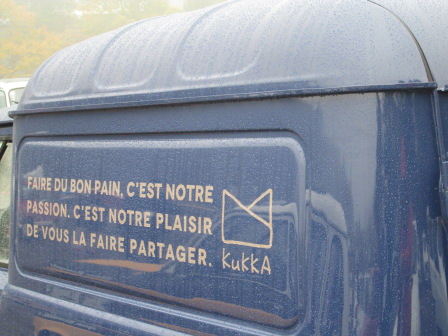 FAIRE DU BON PAIN, C'EST NOTRE
PASSION. C'EST NOTRE PLAISIR
DE VOUS LA FAIRE PARTAGER.
KuKKA